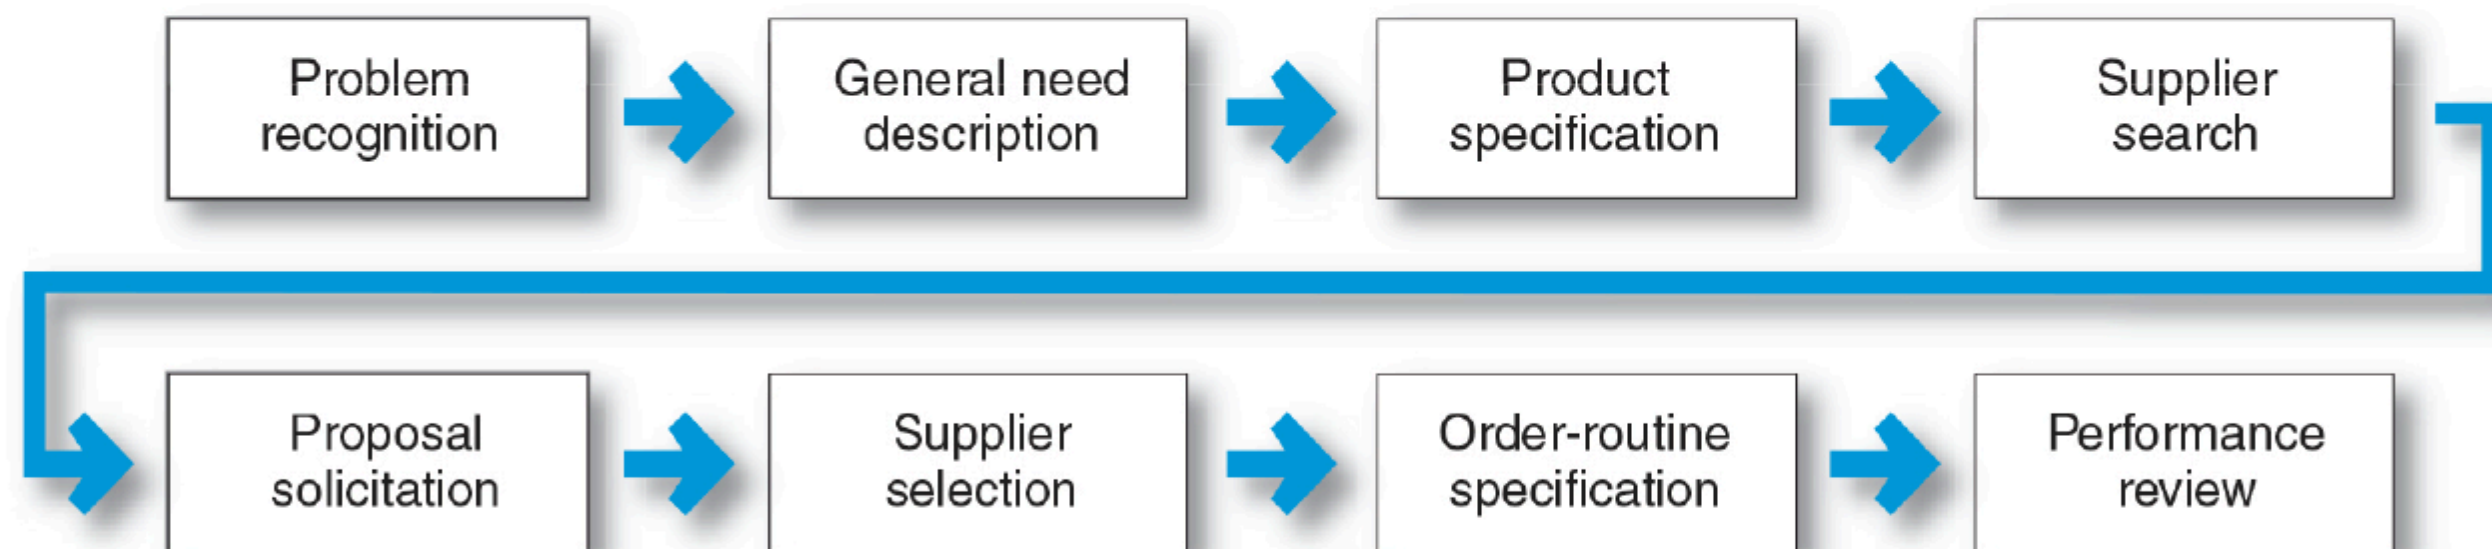 Problem
recognition
General need
description
Product
specification
Supplier
search
Proposal
solicitation
Supplier
selection
Order-routine
specification
Performance
review